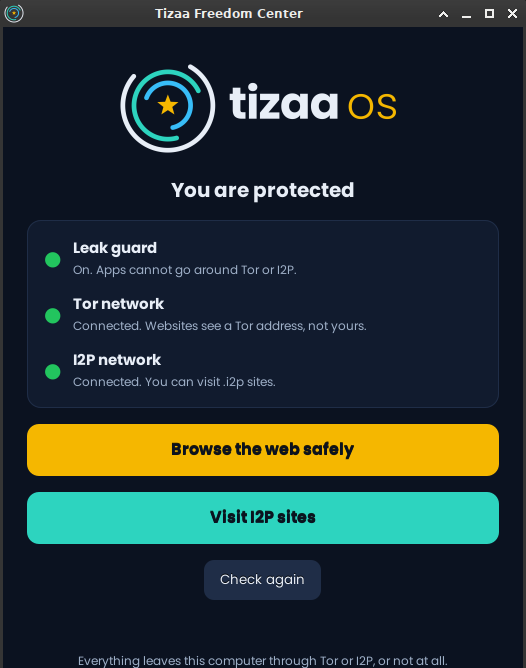 Tizaa Freedom Center
tizaa OS
You are protected
Leak guard
On. Apps cannot go around Tor or I2P.
Tor network
Connected. Websites see a Tor address, not yours.
I2P network
Connected. You can visit .i2p sites.
Browse the web safely
Visit I2P sites
Check again
Everything leaves this computer through Tor or I2P, or not at all.